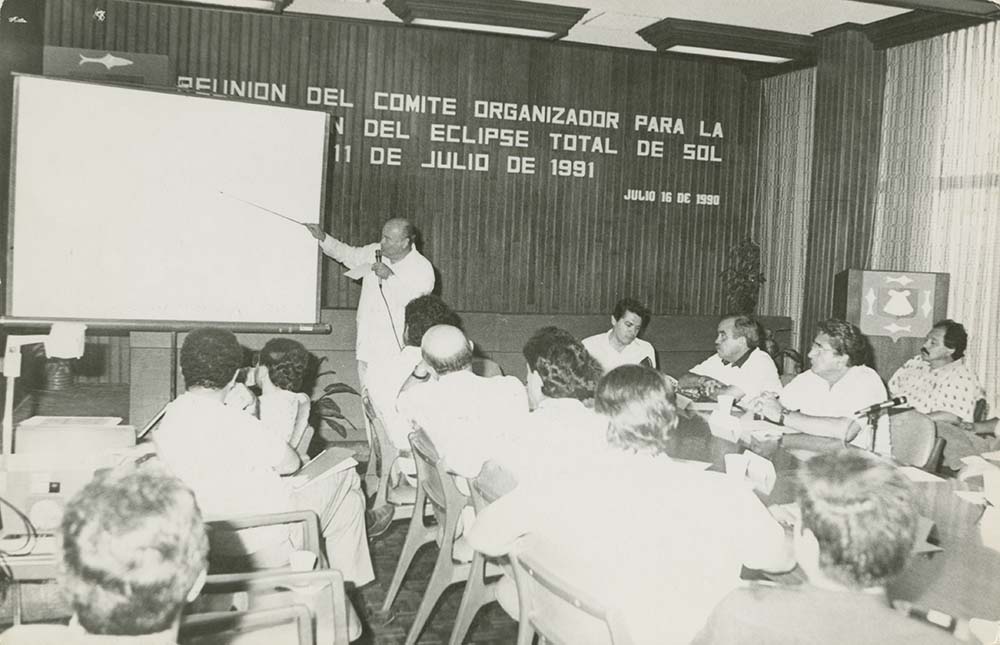 REUNION DEL COMITE ORGANIZADOR PARA LA
DEL ECLIPSE TOTAL DE SOL
11 DE JULIO DE 1991
JULIO 16 DE 1990